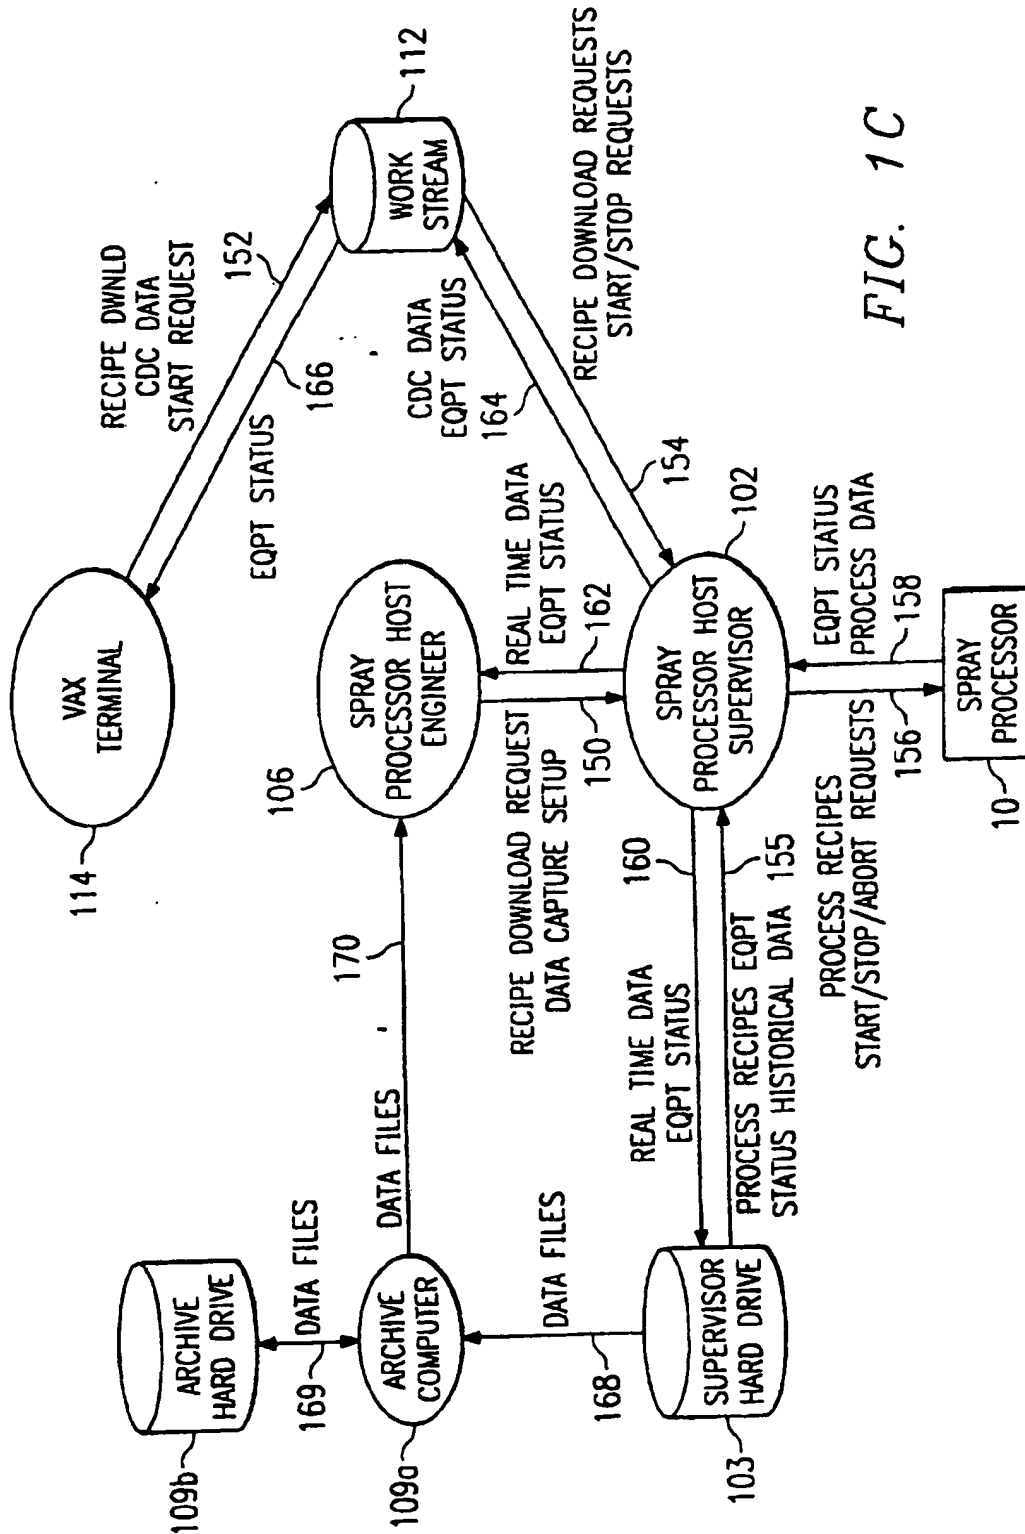 114
VAX
TERMINAL
RECIPE DWNLD
CDC DATA
START REQUEST
152
EQPT STATUS
166
WORK
STREAM
112
109b
ARCHIVE
HARD DRIVE
169
DATA FILES
109a
ARCHIVE
COMPUTER
DATA FILES
170
106
SPRAY
PROCESSOR HOST
ENGINEER
CDC DATA
EQPT STATUS
164
RECIPE DOWNLOAD REQUESTS
START/STOP REQUESTS
154
168
DATA FILES
RECIPE DOWNLOAD REQUEST
DATA CAPTURE SETUP
150
REAL TIME DATA
EQPT STATUS
162
103
SUPERVISOR
HARD DRIVE
REAL TIME DATA
EQPT STATUS
160
PROCESS RECIPES EQPT
STATUS HISTORICAL DATA 155
SPRAY
PROCESSOR HOST
SUPERVISOR
102
PROCESS RECIPES
START/STOP/ABORT REQUESTS
156
EQPT STATUS
PROCESS DATA
158
10
SPRAY
PROCESSOR
FIG. 1C